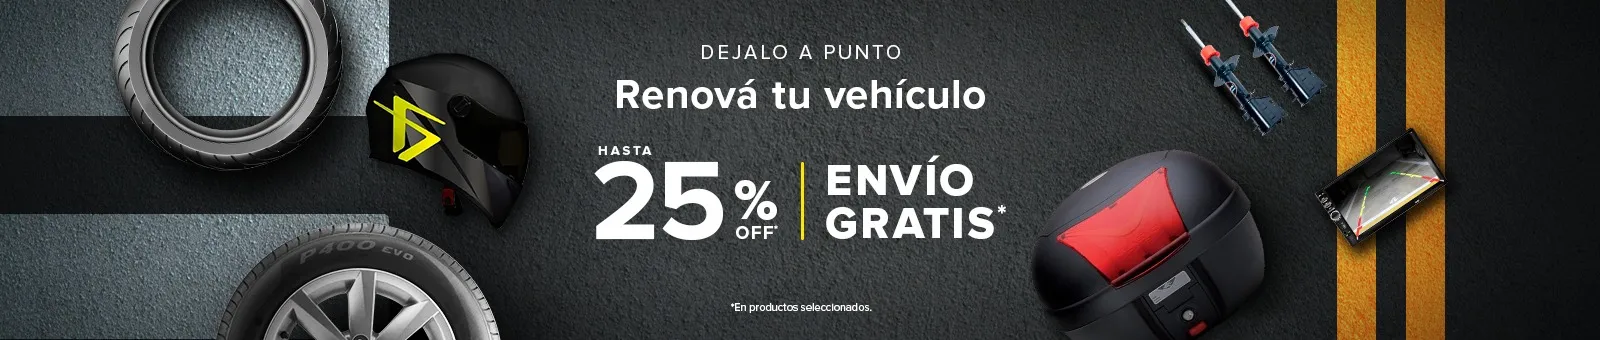 DEJALO A PUNTO
Renová tu vehículo
HASTA
25% OFF*
ENVÍO
GRATIS*
*En productos seleccionados.
P400 EVO